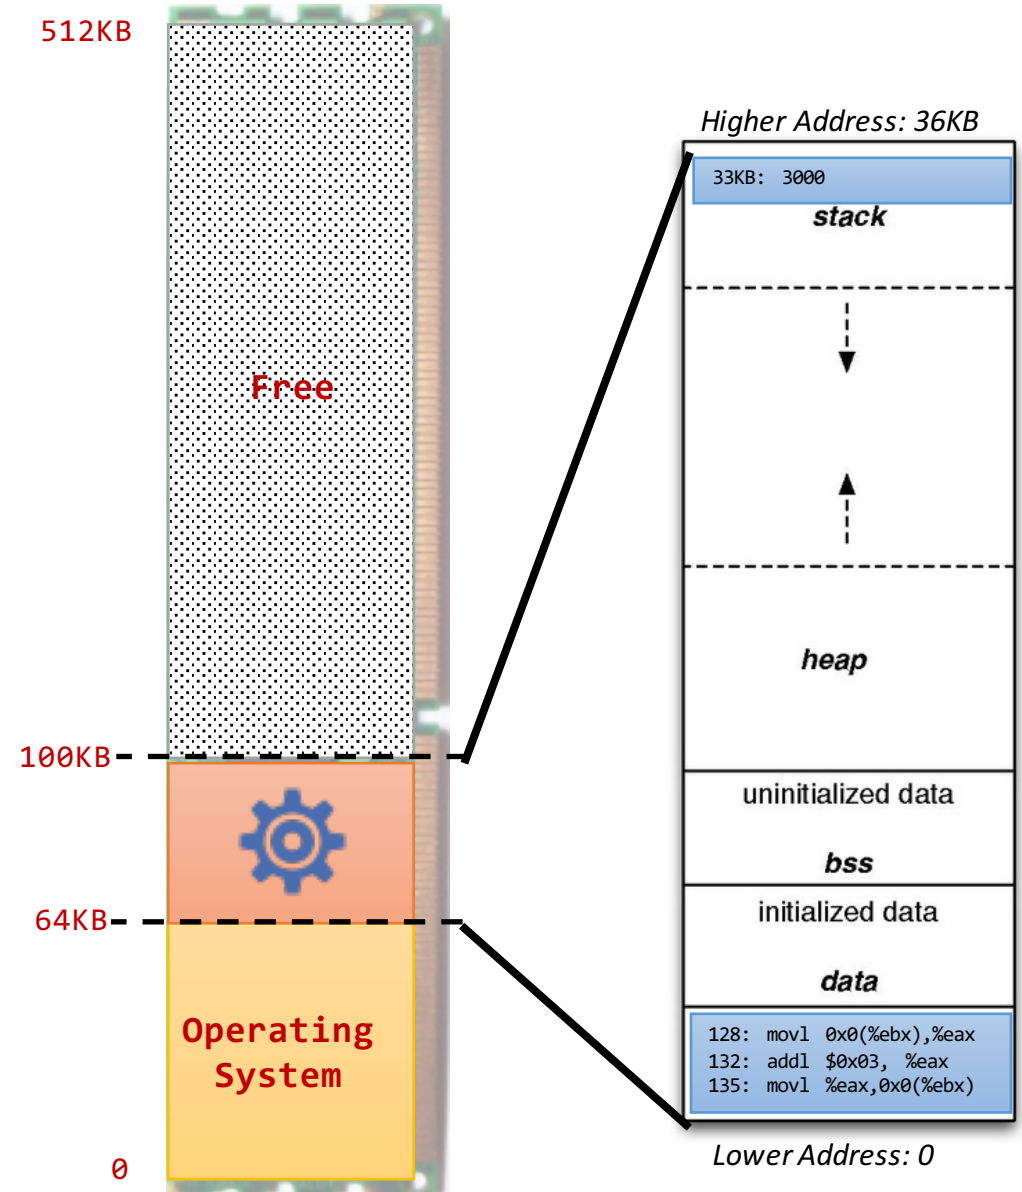 512KB
Free
100KB
64KB
Operating
System
0
Higher Address: 36KB
33KB: 3000
stack
heap
uninitialized data
bss
initialized data
data
128: movl 0x0(%ebx),%eax
132: addl $0x03, %eax
135: movl %eax,0x0(%ebx)
Lower Address: 0